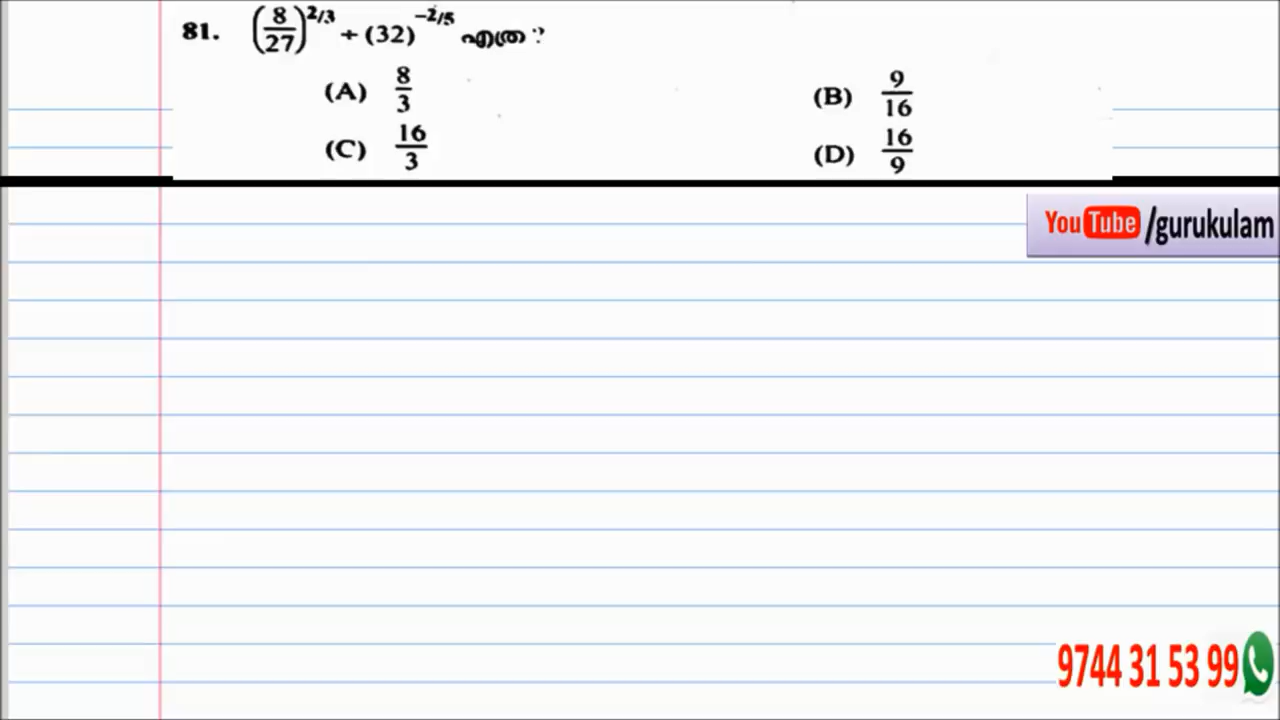 81. (8/27)^2/3 ÷ (32)^-2/5 എത്ര ?
(A) 8/3 (B) 9/16
(C) 16/3 (D) 16/9
YouTube /gurukulam
9744 31 53 99